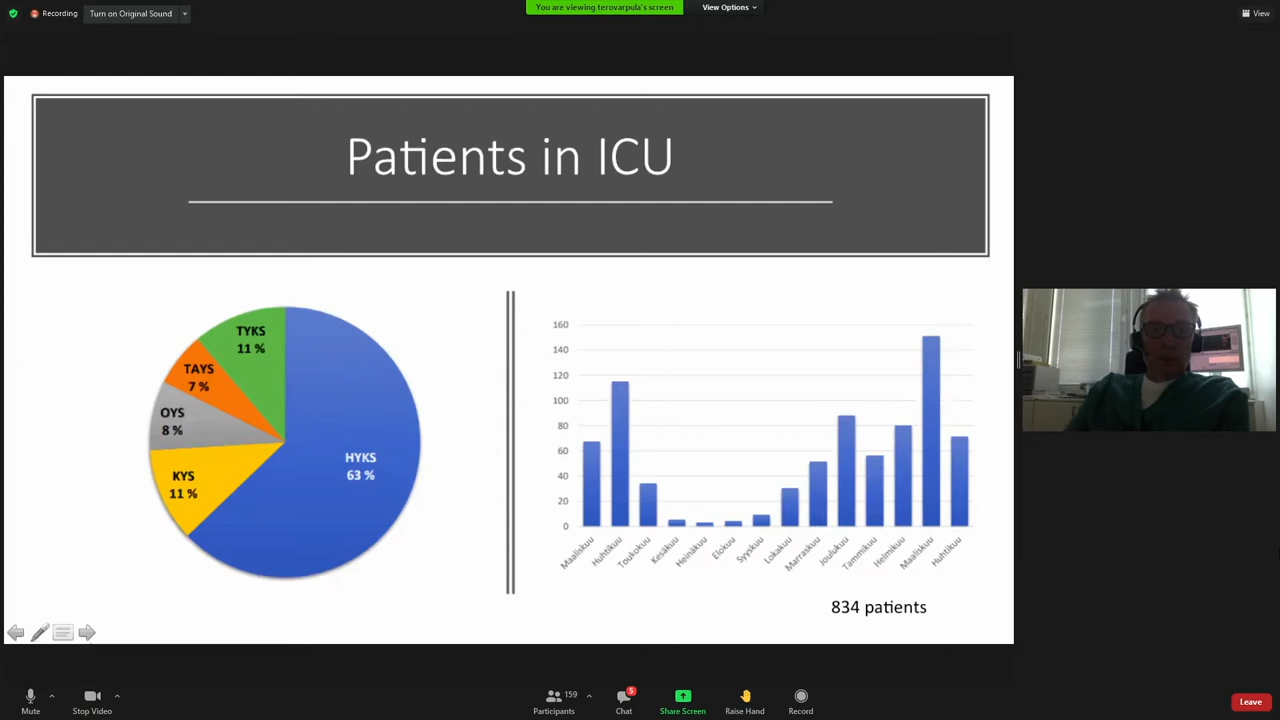 Recording
Turn on Original Sound
You are viewing terovarpula's screen
View Options
View
Patients in ICU
TYKS
11 %
TAYS
7 %
OYS
8 %
KYS
11 %
HYKS
63 %
160
140
120
100
80
60
40
20
0
Maaliskuu
Huhtikuu
Toukokuu
Kesäkuu
Heinäkuu
Elokuu
Syyskuu
Lokakuu
Marraskuu
Joulukuu
Tammikuu
Helmikuu
Maaliskuu
Huhtikuu
834 patients
Mute
Stop Video
159
Participants
5
Chat
Share Screen
Raise Hand
Record
Leave